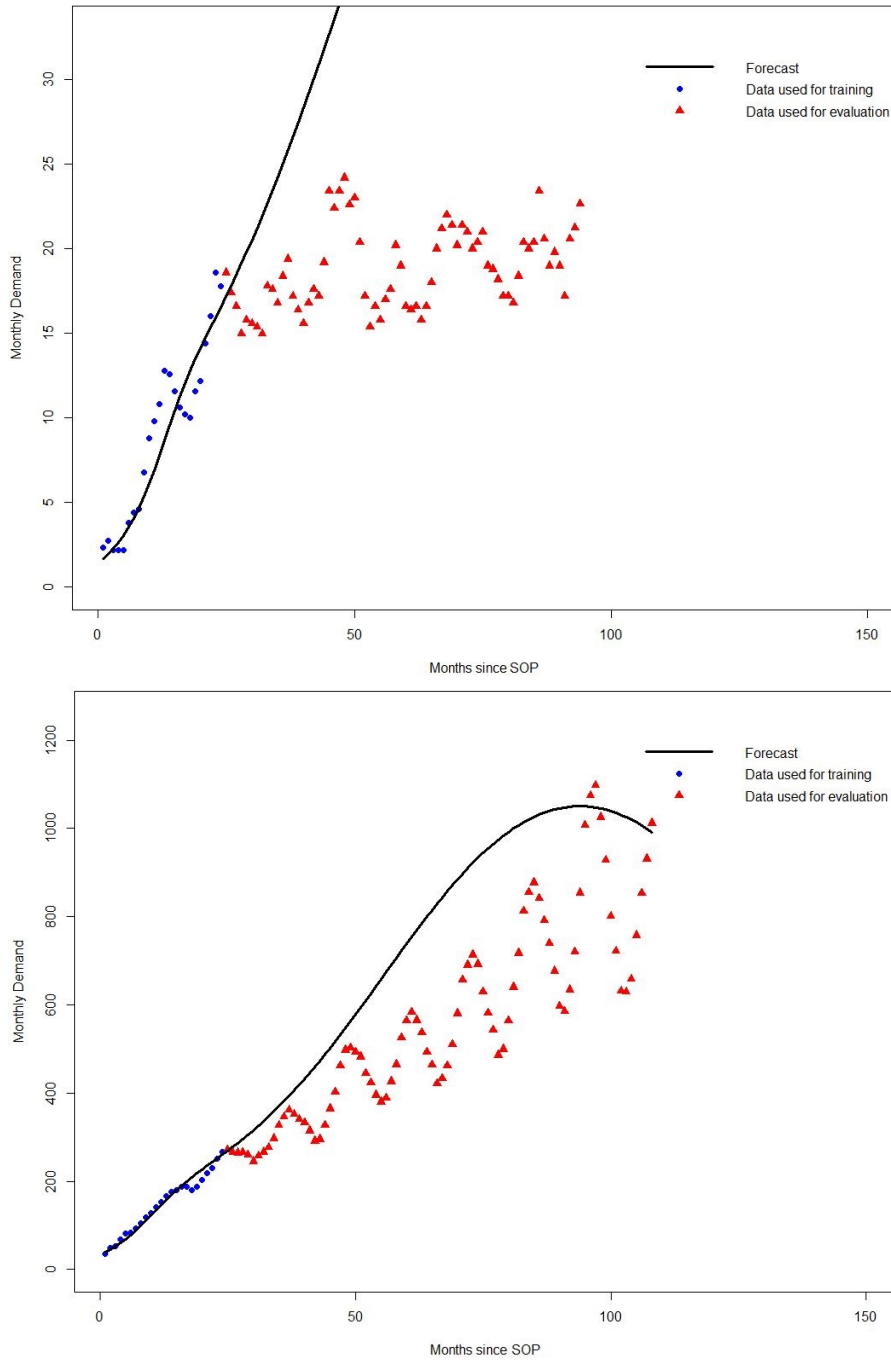 Forecast
Data used for training
Data used for evaluation
Monthly Demand
30
25
20
15
10
5
0
0 50 100 150
Months since SOP
Forecast
Data used for training
Data used for evaluation
Monthly Demand
1200
1000
800
600
400
200
0
0 50 100 150
Months since SOP